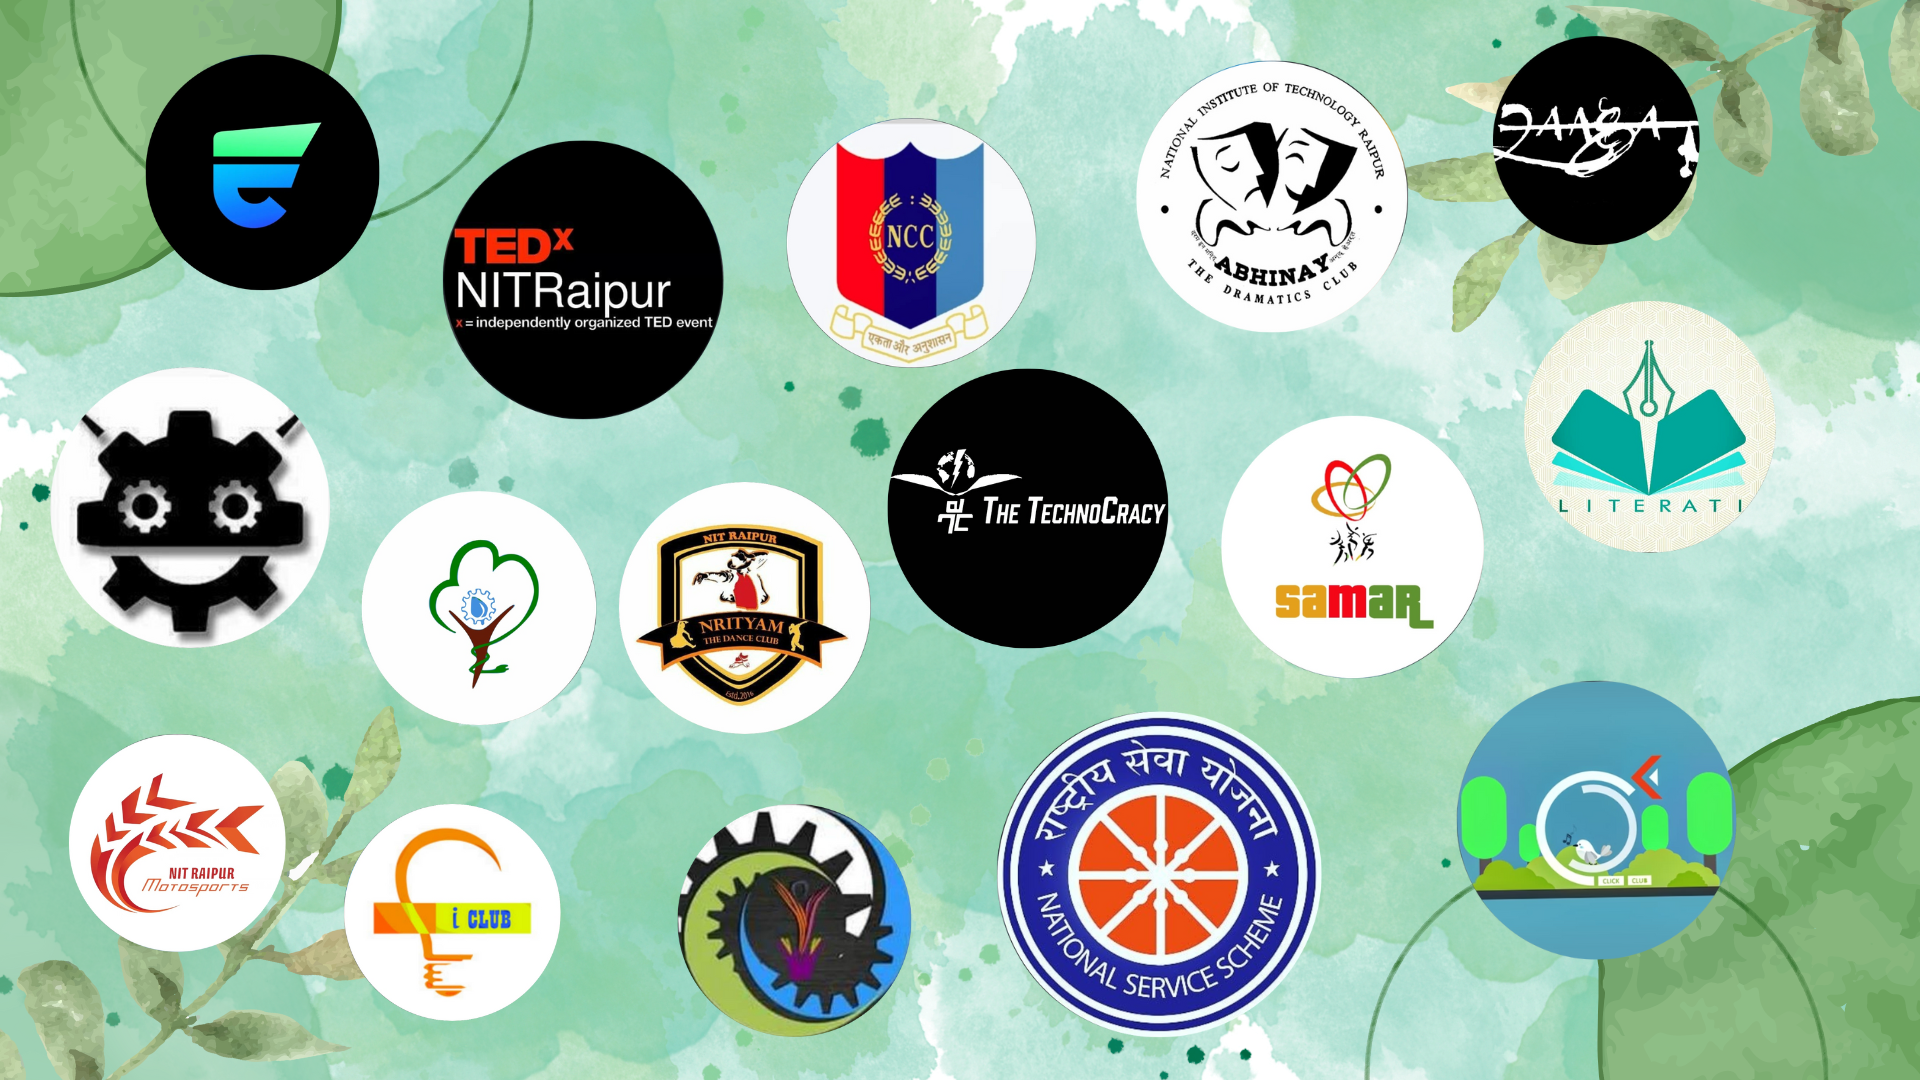 TEDx
NITRaipur
x = independently organized TED event
NCC
एकता और अनुशासन
NATIONAL INSTITUTE OF TECHNOLOGY RAIPUR
ABHINAY
THE DRAMATICS CLUB
LITERATI
THE TECHNOCRACY
SAMAR
NIT RAIPUR
NRITYAM
THE DANCE CLUB
Estd.2016
NIT RAIPUR
MOTOSPORTS
i CLUB
राष्ट्रीय सेवा योजना
NATIONAL SERVICE SCHEME
CLICK CLUB